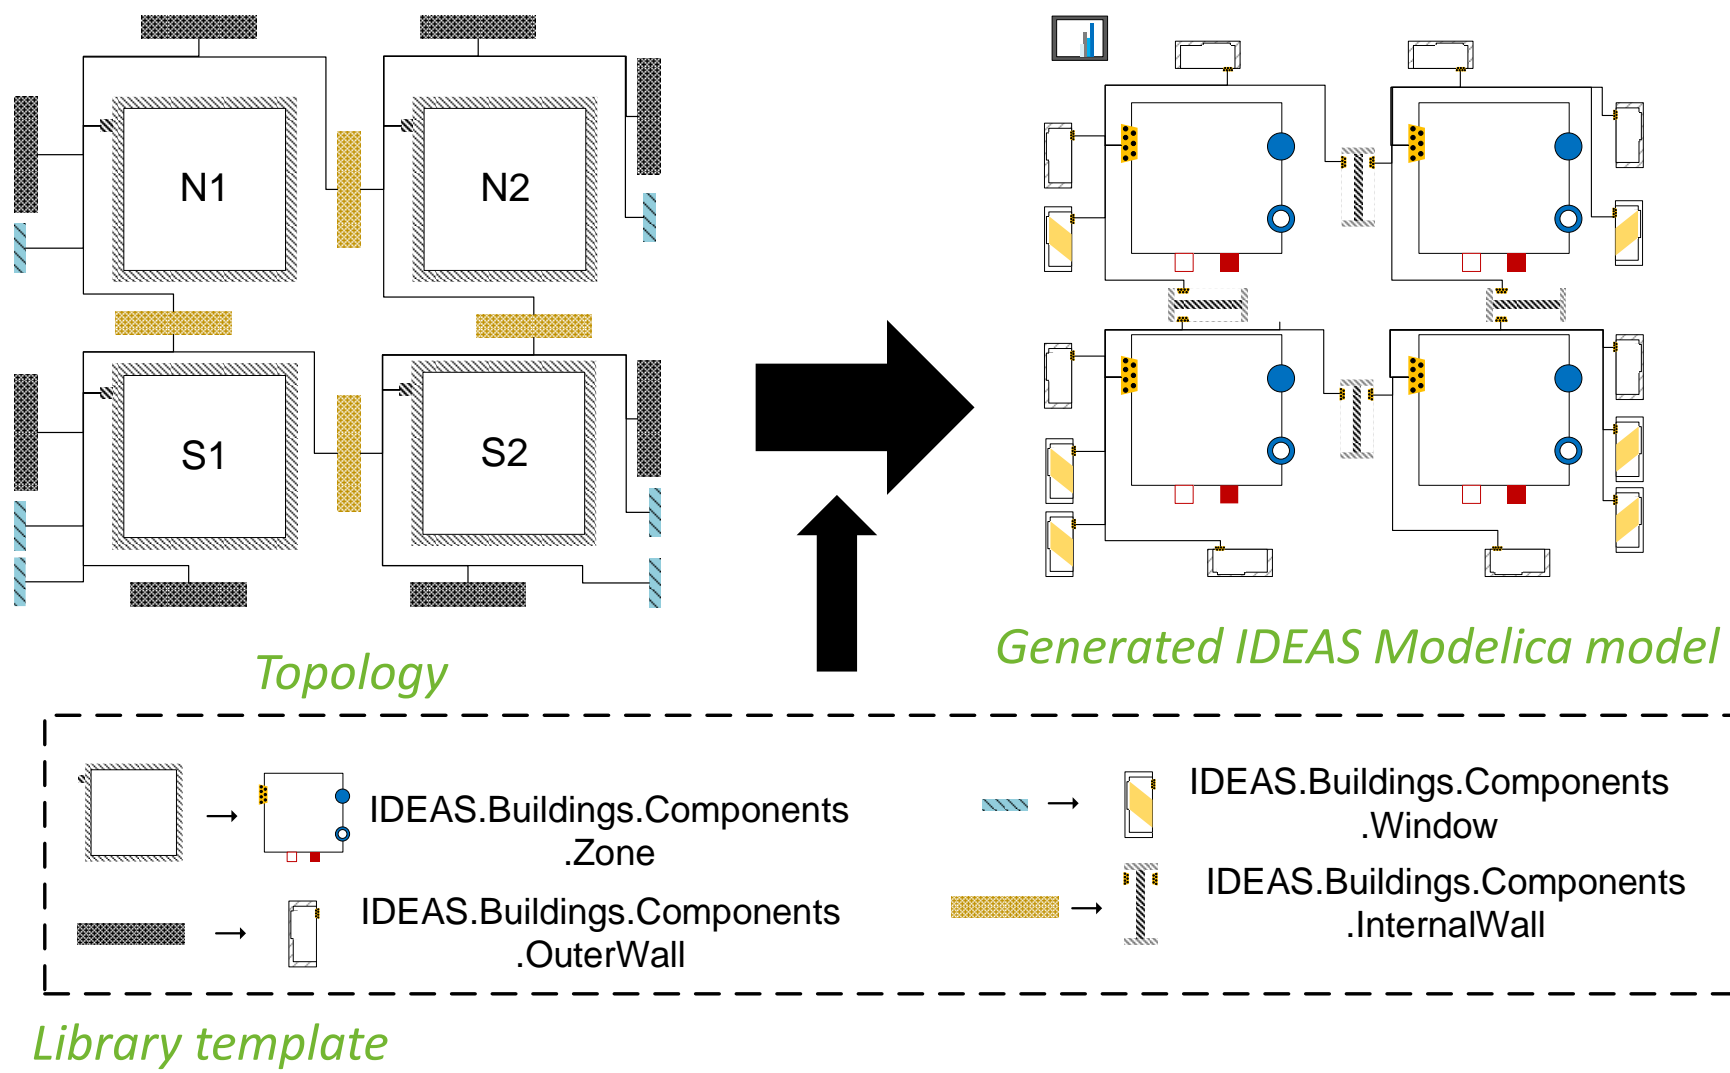 N1
N2
S1
S2
Topology
Generated IDEAS Modelica model
IDEAS.Buildings.Components
.Zone
IDEAS.Buildings.Components
.OuterWall
IDEAS.Buildings.Components
.Window
IDEAS.Buildings.Components
.InternalWall
Library template